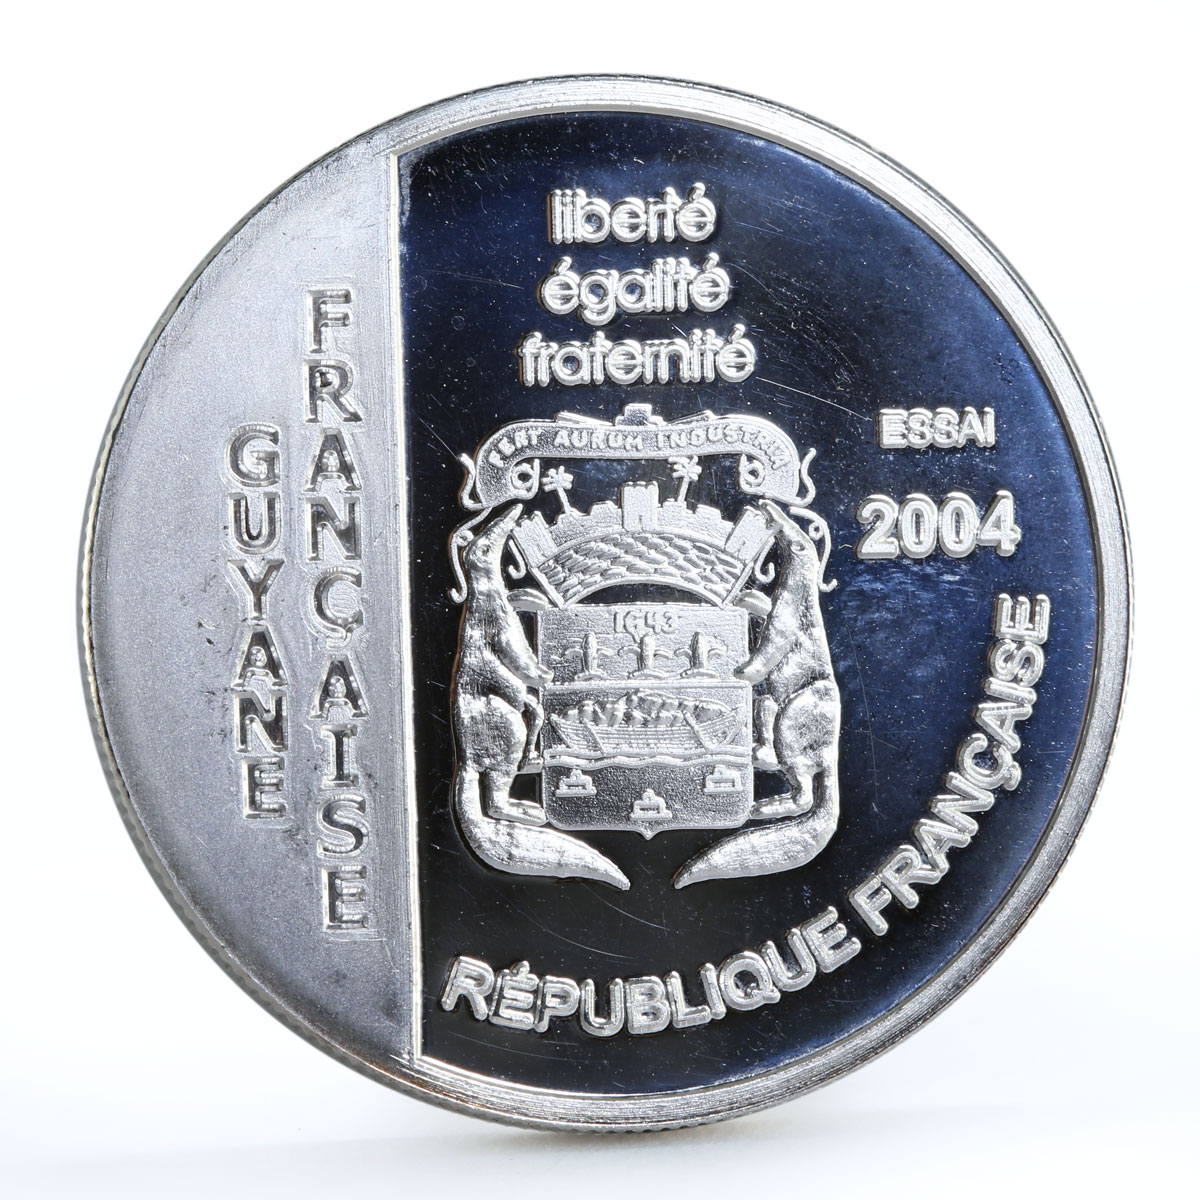 GUYANE
FRANÇAISE
liberté
égalité
fraternité
FERT AURUM INDUSTRIA
ESSAI
2004
1643
RÉPUBLIQUE FRANÇAISE